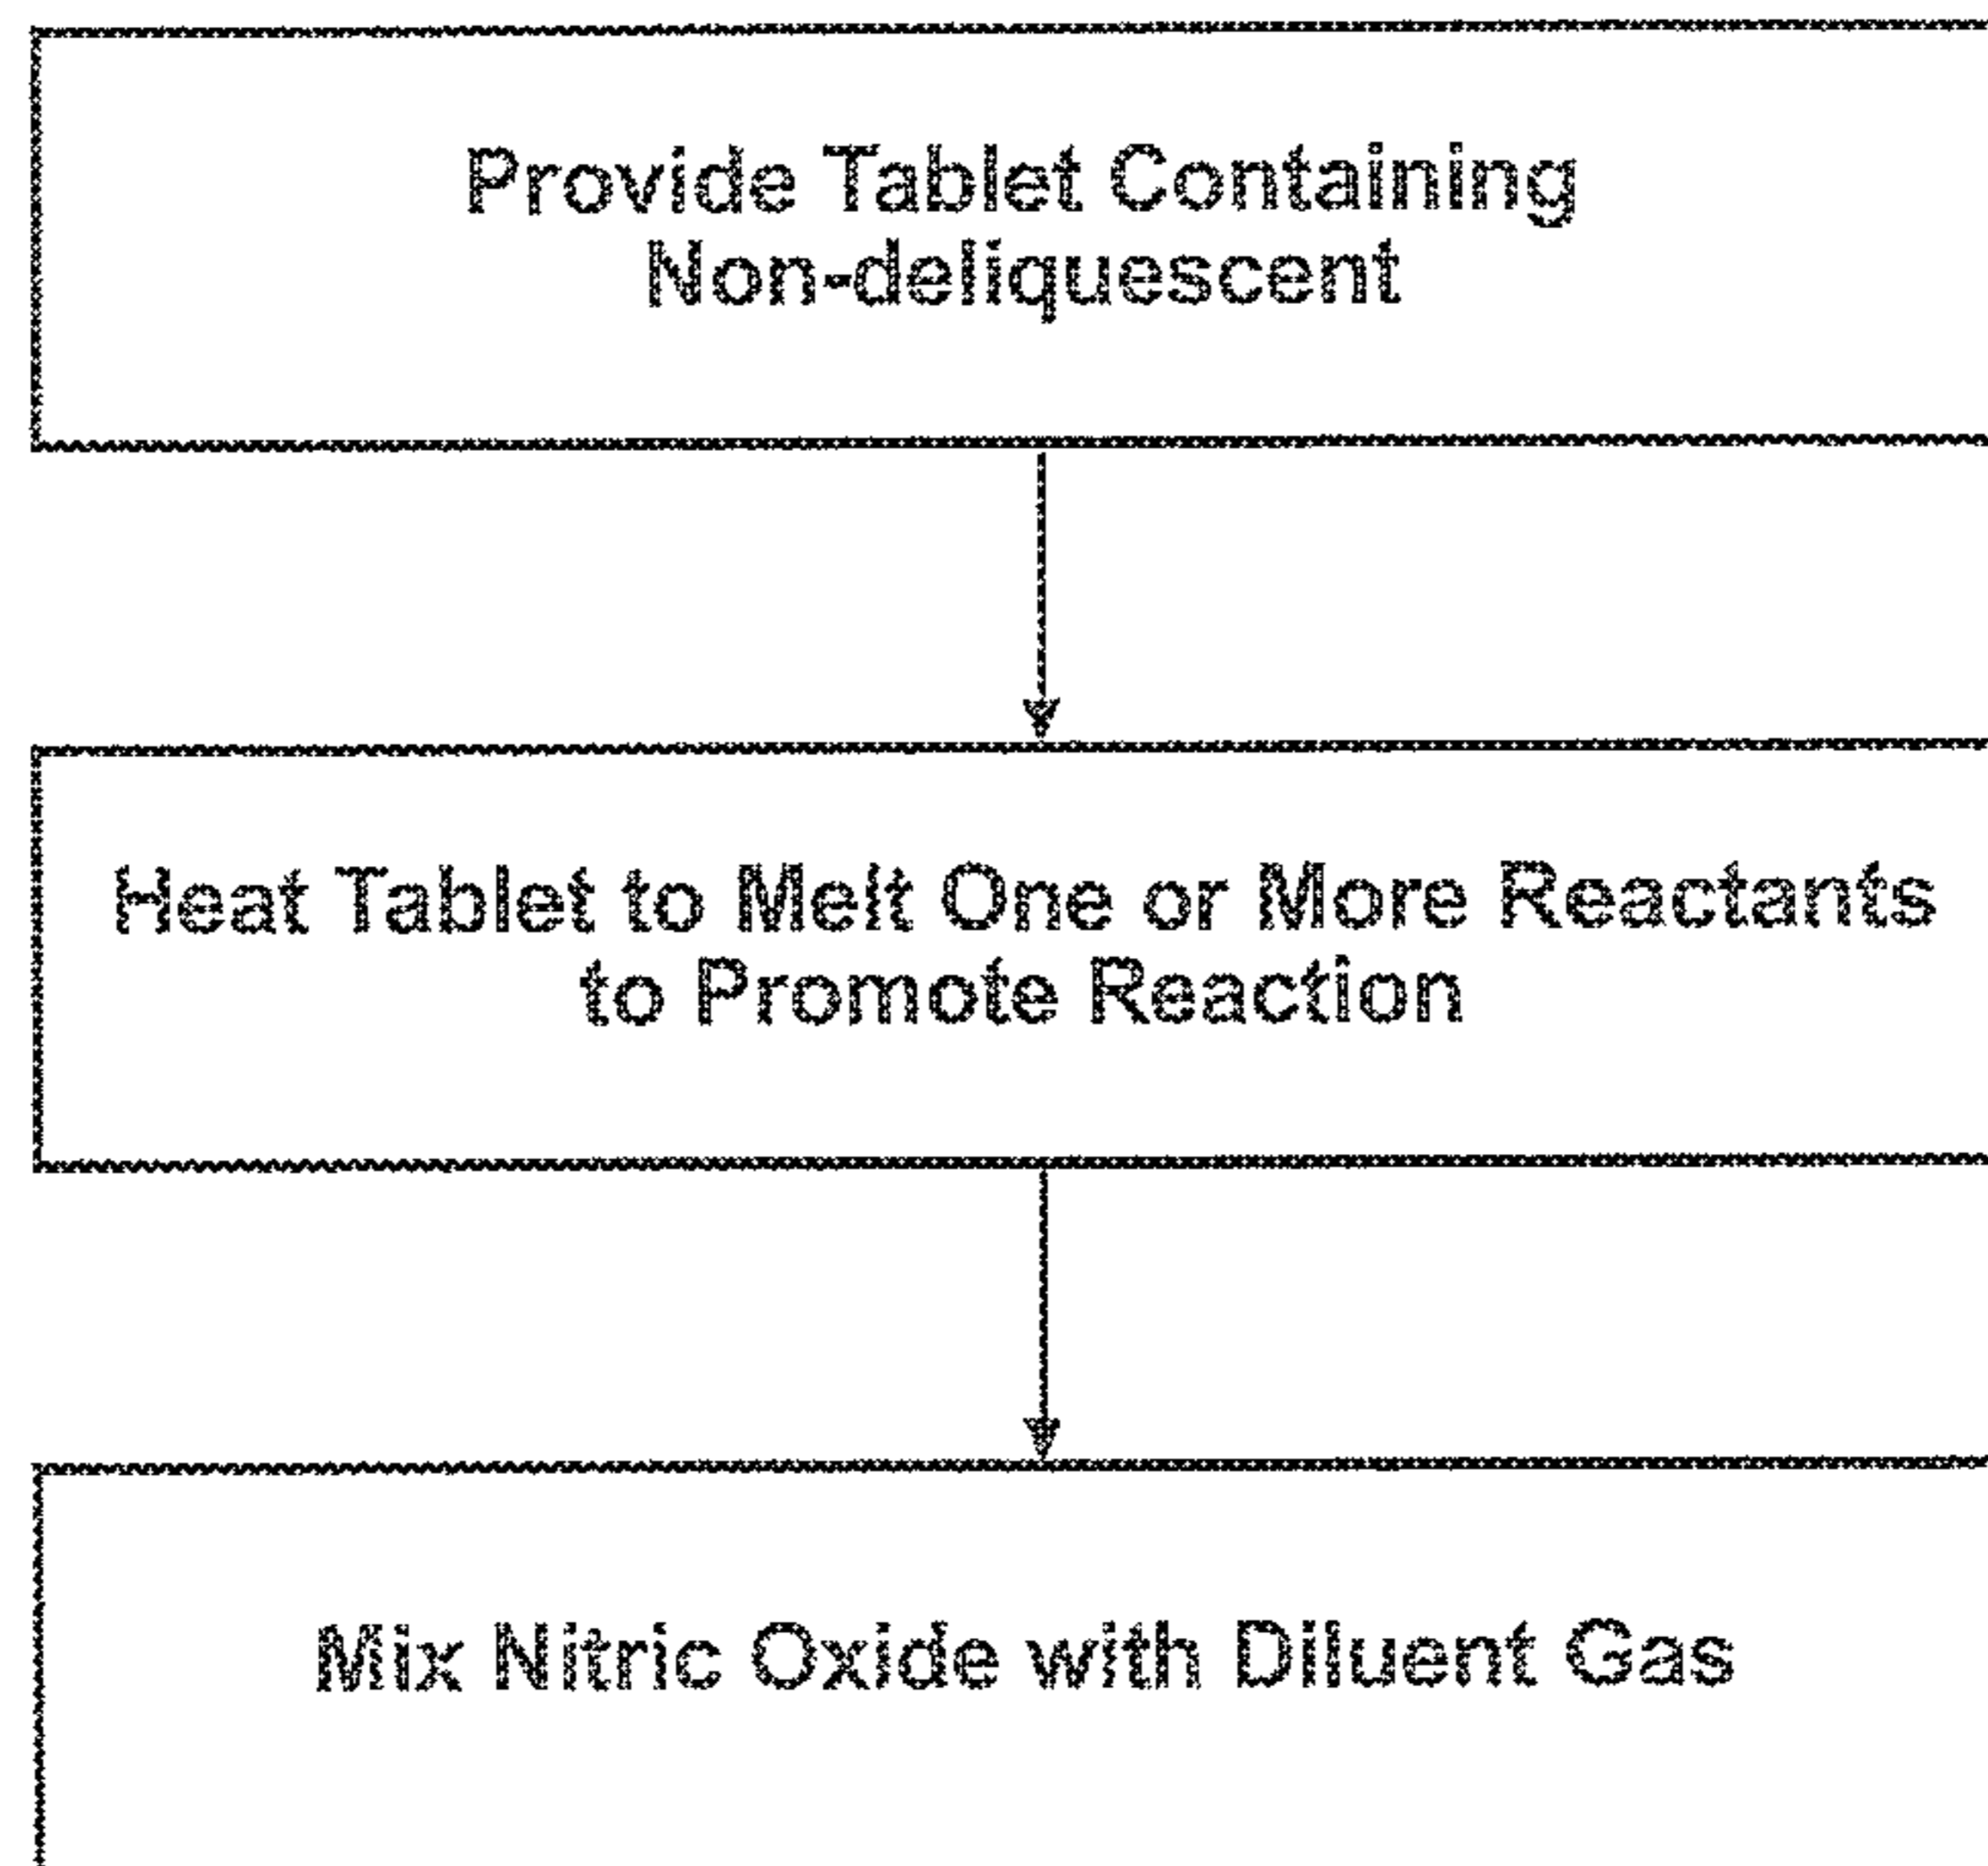 Provide Tablet Containing
Non-deliquescent
Heat Tablet to Melt One or More Reactants
to Promote Reaction
Mix Nitric Oxide with Diluent Gas